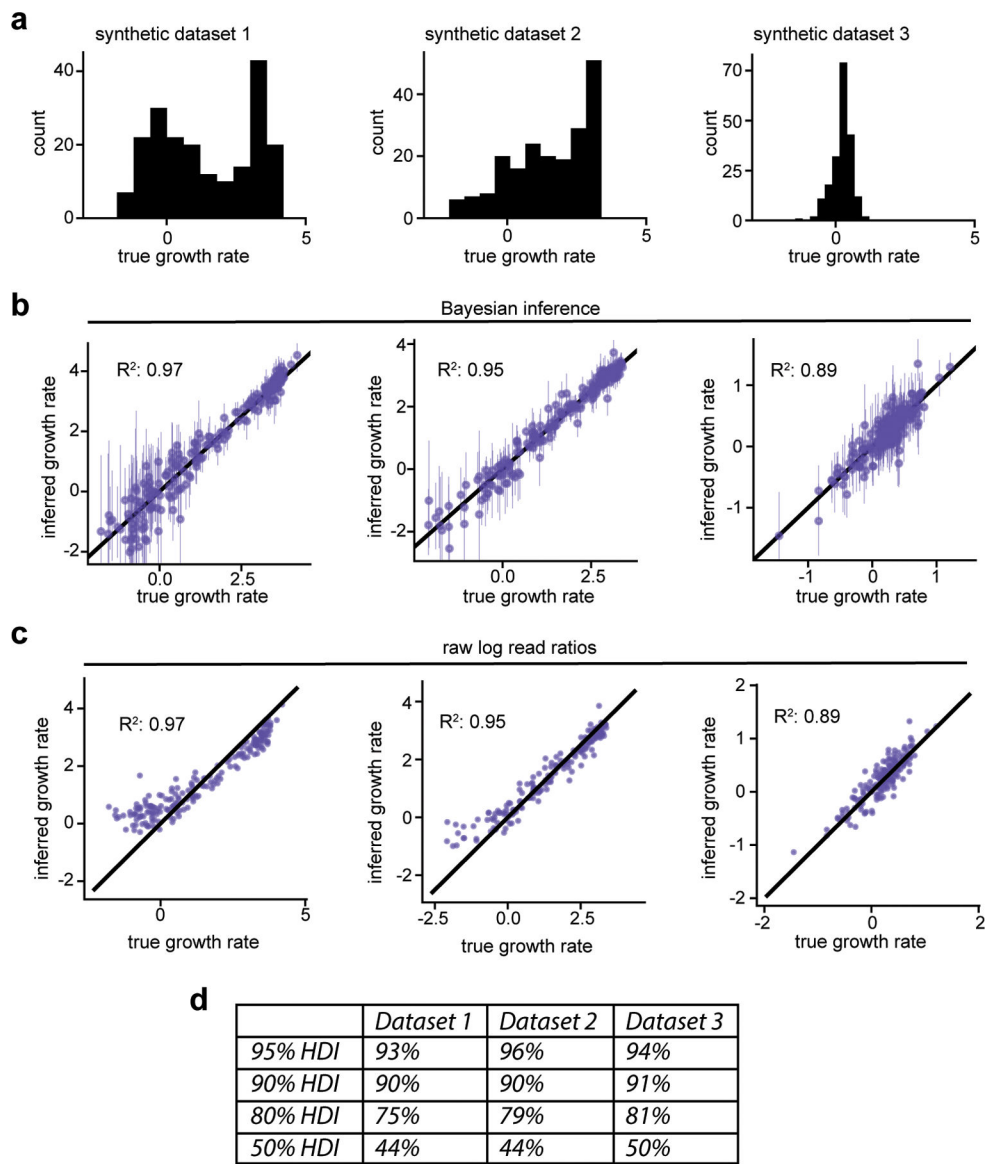 a
synthetic dataset 1
synthetic dataset 2
synthetic dataset 3
count
40
20
0
0
5
true growth rate
count
40
20
0
0
5
true growth rate
count
70
25
0
0
5
true growth rate
b
Bayesian inference
inferred growth rate
4
2
0
-2
R²: 0.97
0.0
2.5
true growth rate
inferred growth rate
4
2
0
-2
R²: 0.95
0.0
2.5
true growth rate
inferred growth rate
1
0
-1
R²: 0.89
-1
0
1
true growth rate
c
raw log read ratios
inferred growth rate
4
2
0
-2
R²: 0.97
0
5
true growth rate
inferred growth rate
4
2
0
-2
R²: 0.95
-2.5
0.0
2.5
true growth rate
inferred growth rate
2
1
0
-1
-2
R²: 0.89
-2
0
2
true growth rate
d
Dataset 1 Dataset 2 Dataset 3
95% HDI 93% 96% 94%
90% HDI 90% 90% 91%
80% HDI 75% 79% 81%
50% HDI 44% 44% 50%